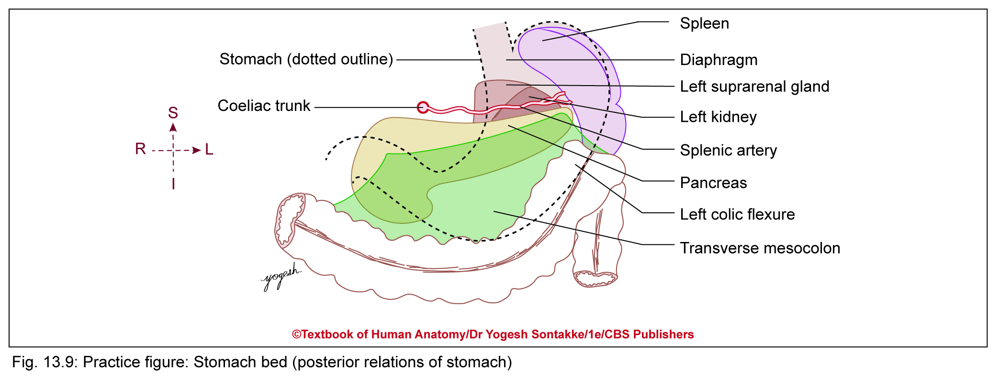 Spleen
Stomach (dotted outline)
Diaphragm
Left suprarenal gland
Coeliac trunk
S
Left kidney
R
L
Splenic artery
I
Pancreas
Left colic flexure
Transverse mesocolon
yogesh
©Textbook of Human Anatomy/Dr Yogesh Sontakke/1e/CBS Publishers
Fig. 13.9: Practice figure: Stomach bed (posterior relations of stomach)